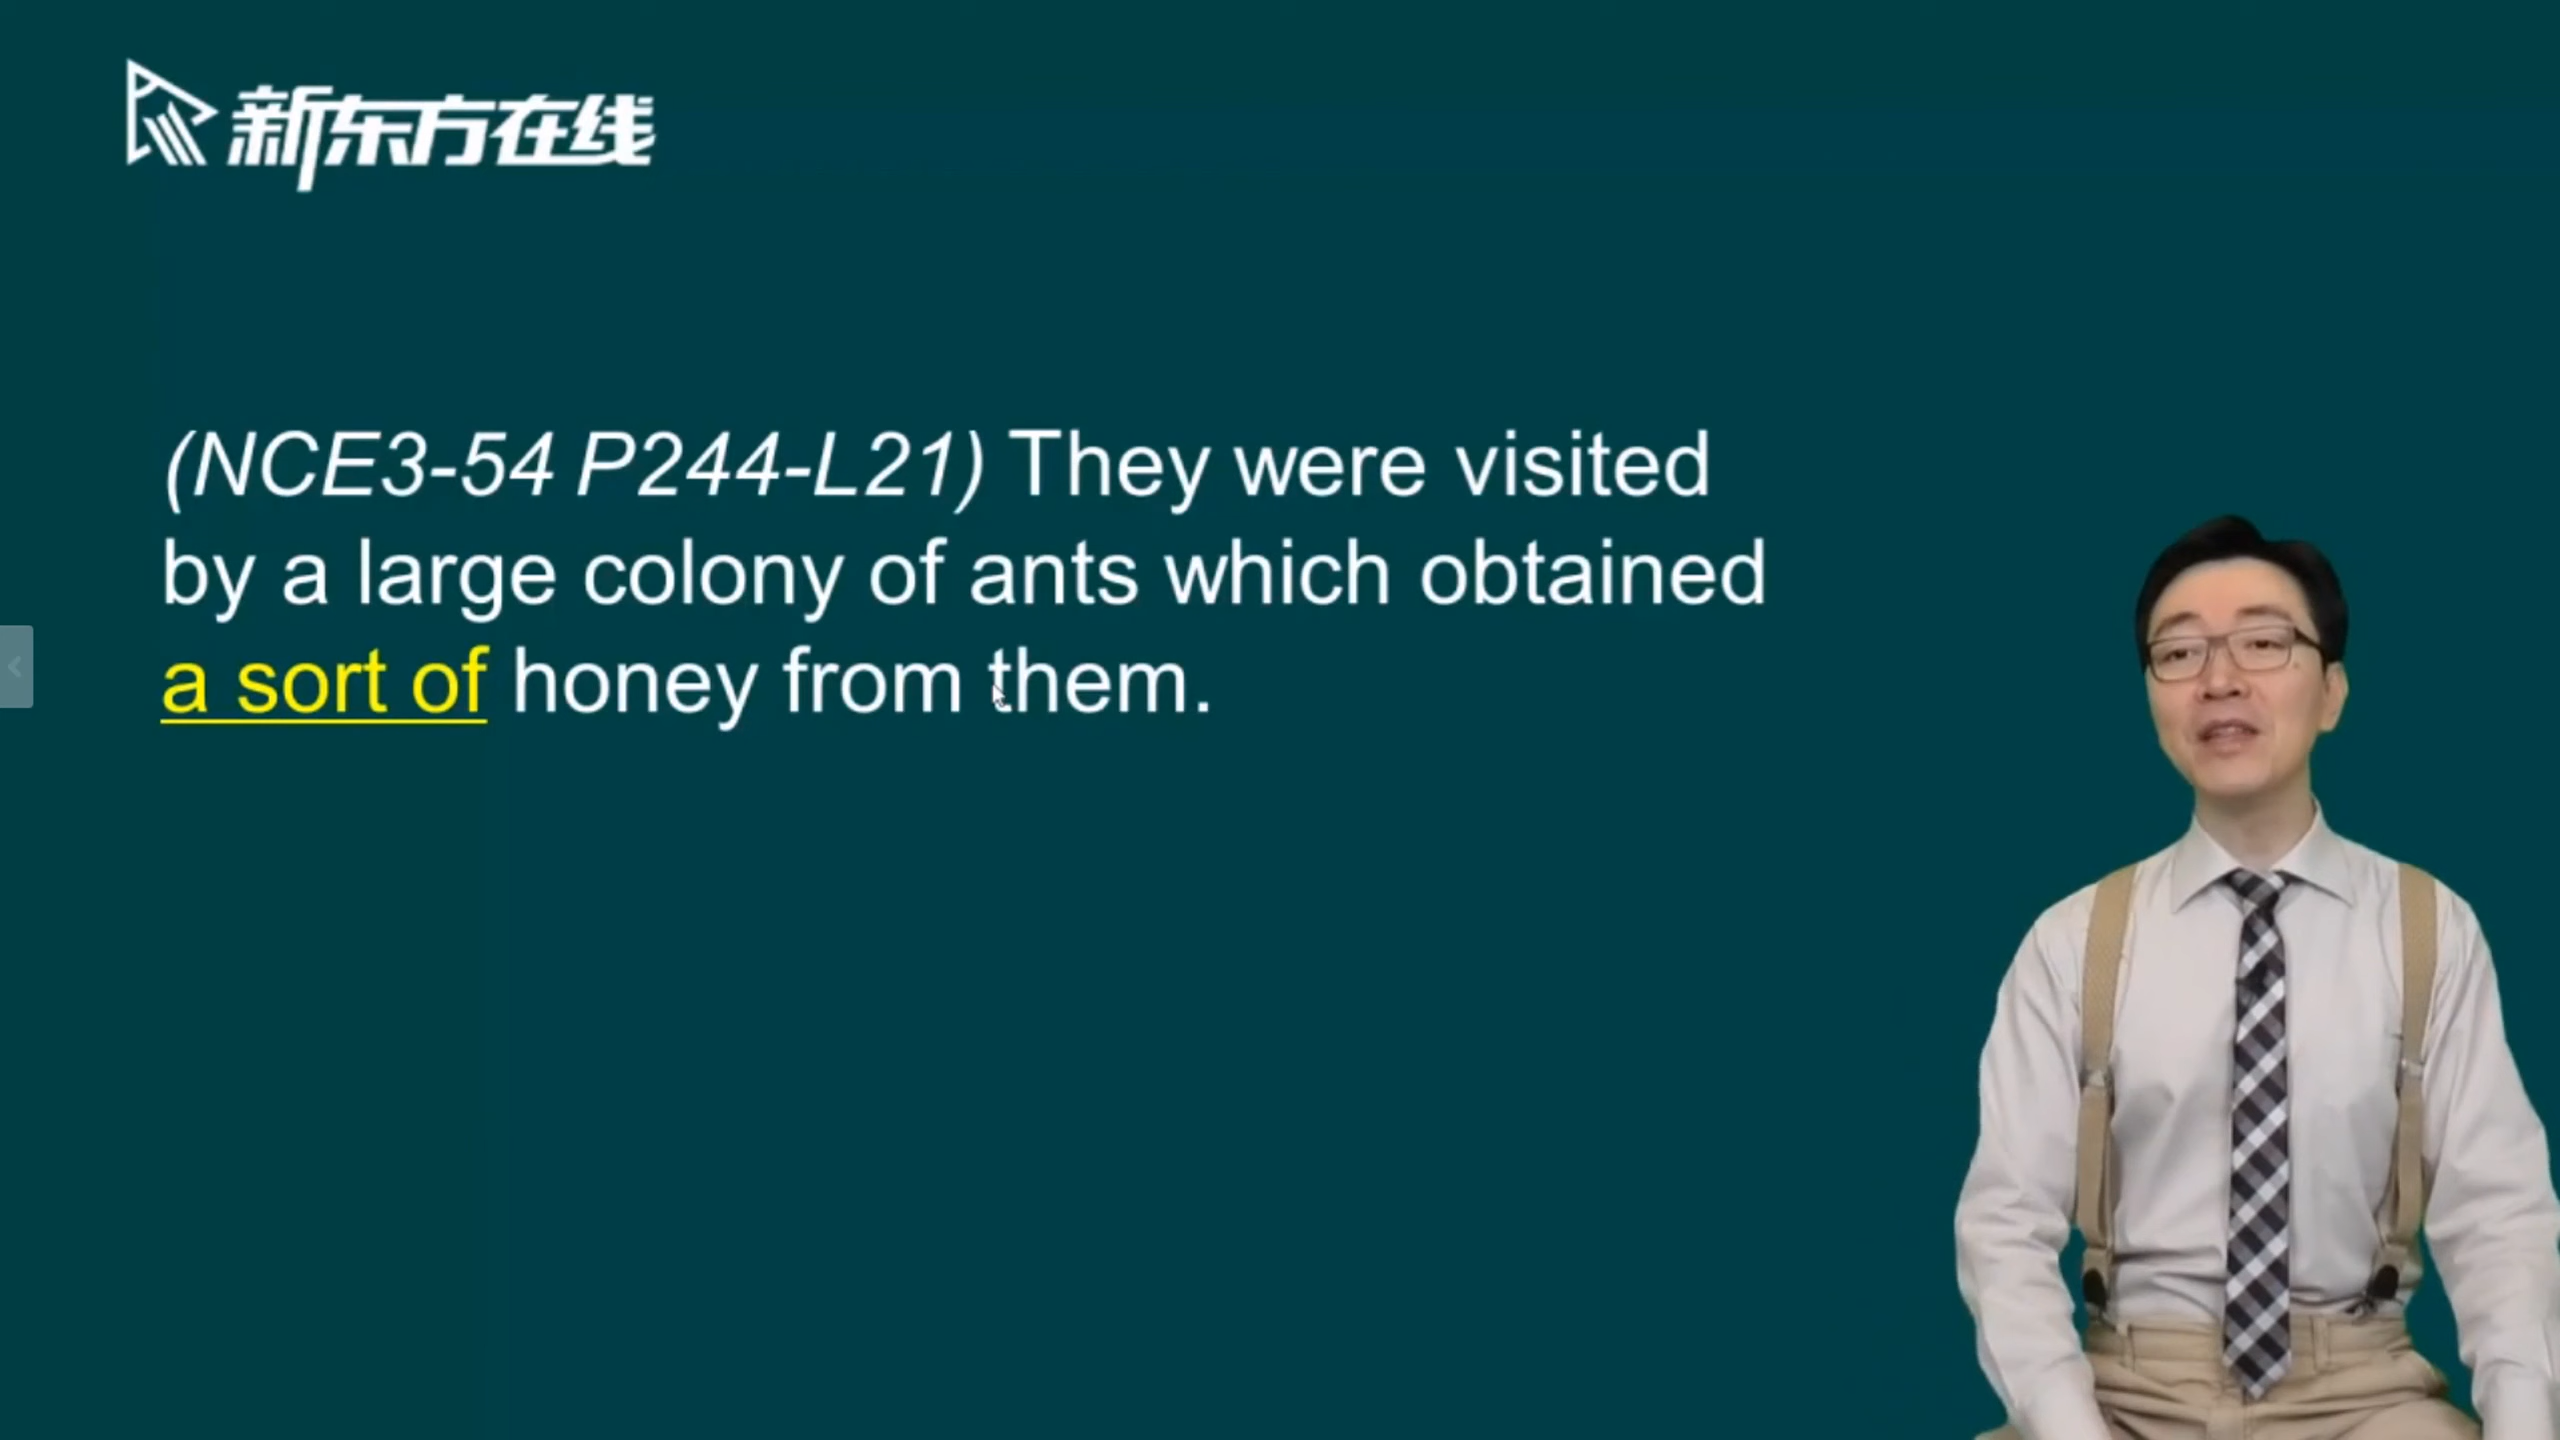 新东方在线
(NCE3-54 P244-L21) They were visited
by a large colony of ants which obtained
a sort of honey from them.